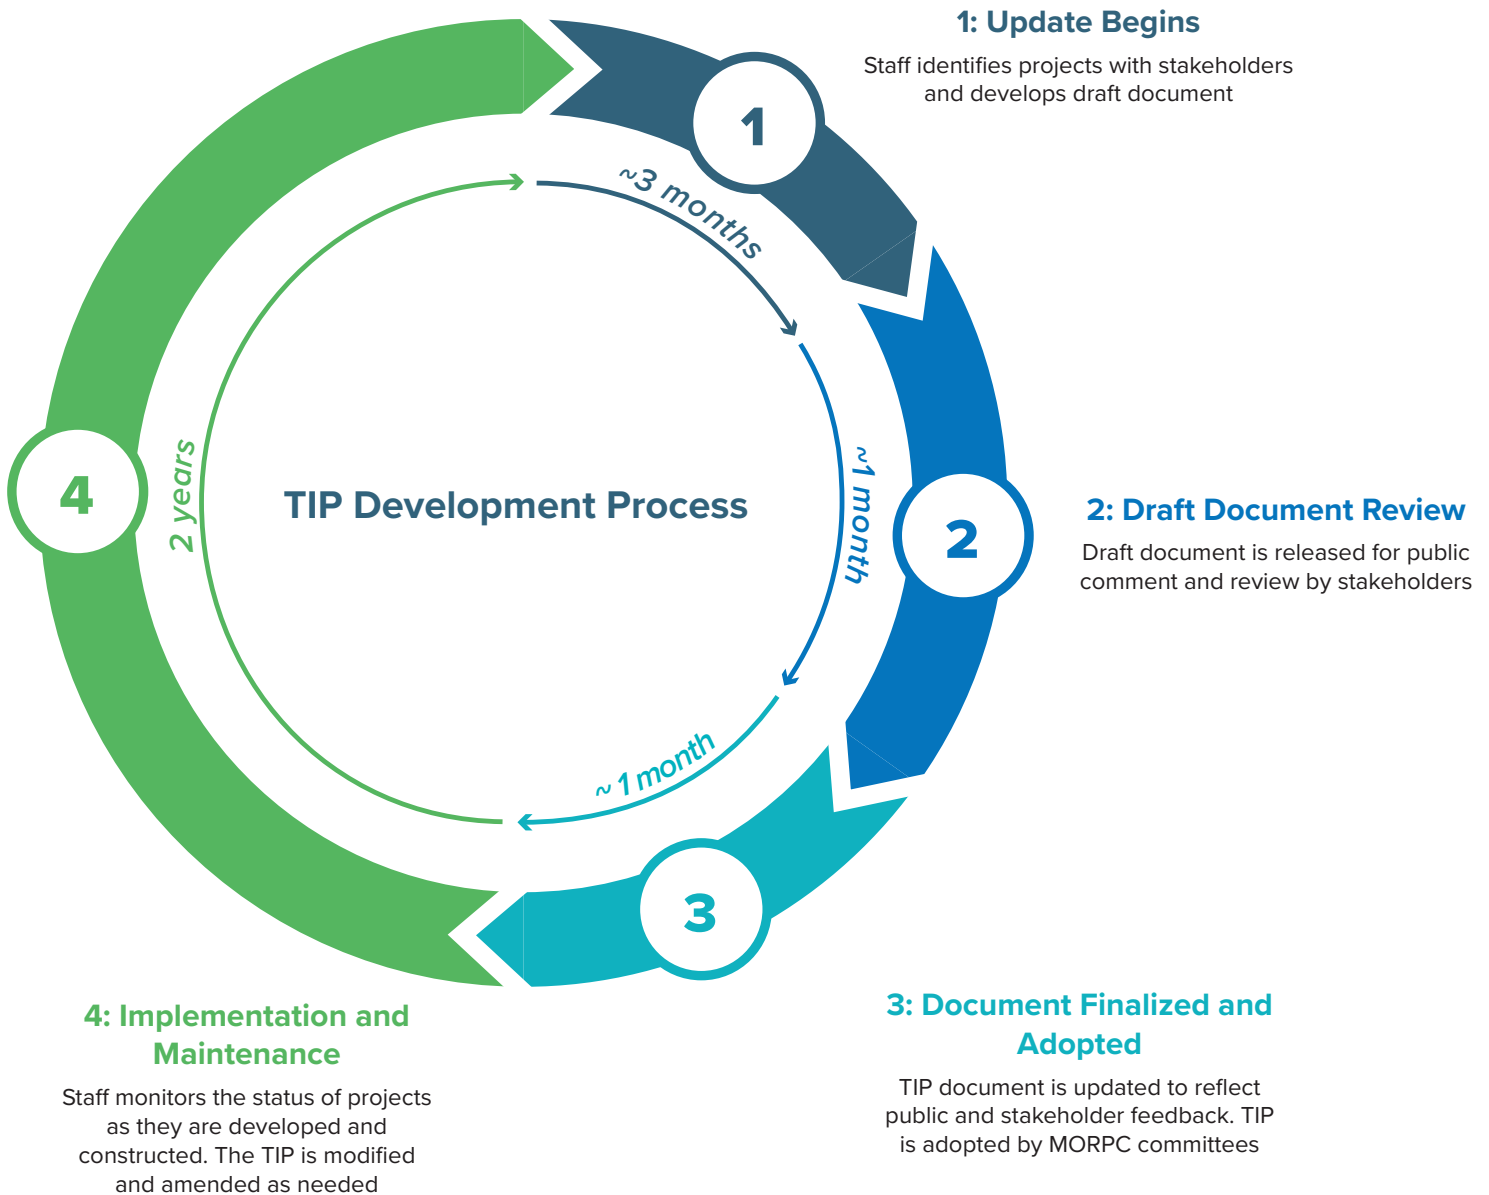 1: Update Begins
Staff identifies projects with stakeholders
and develops draft document
1
~3 months
TIP Development Process
~1 month
2
2: Draft Document Review
Draft document is released for public
comment and review by stakeholders
~ 1 month
3
3: Document Finalized and
Adopted
TIP document is updated to reflect
public and stakeholder feedback. TIP
is adopted by MORPC committees
2 years
4
4: Implementation and
Maintenance
Staff monitors the status of projects
as they are developed and
constructed. The TIP is modified
and amended as needed